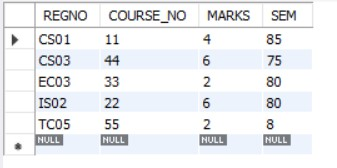 REGNO COURSE_NO MARKS SEM
CS01 11 4 85
CS03 44 6 75
EC03 33 2 80
IS02 22 6 80
TC05 55 2 8
NULL NULL NULL NULL